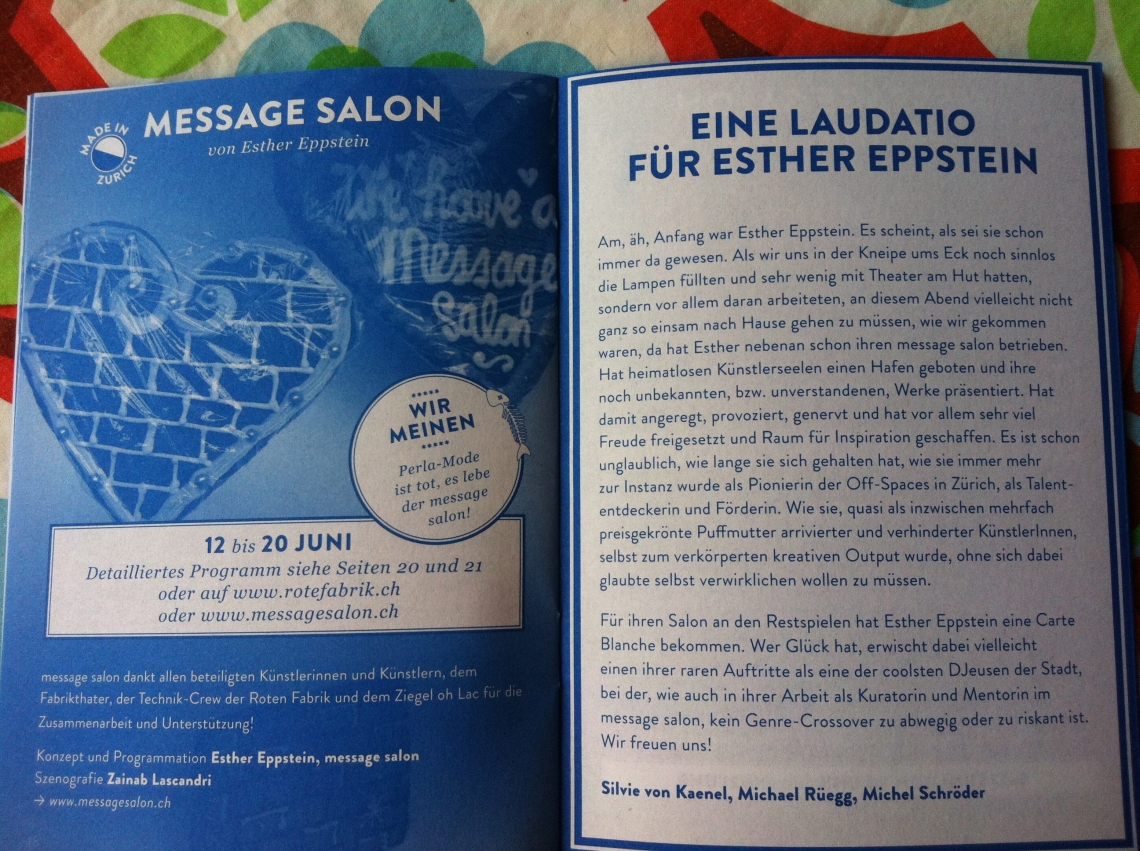 MADE IN
ZURICH
MESSAGE SALON
von Esther Eppstein
We hoove a
Message
Salon
WIR
MEINEN
Perla-Mode
ist tot, es lebe
der message
salon!
12 bis 20 JUNI
Detailliertes Programm siehe Seiten 20 und 21
oder auf www.rotefabrik.ch
oder www.messagesalon.ch
message salon dankt allen beteiligten Künstlerinnen und Künstlern, dem
Fabrikthater, der Technik-Crew der Roten Fabrik und dem Ziegel oh Lac für die
Zusammenarbeit und Unterstützung!
Konzept und Programmation Esther Eppstein, message salon
Szenografie Zainab Lascandri
→ www.messagesalon.ch
EINE LAUDATIO
FÜR ESTHER EPPSTEIN
Am, äh, Anfang war Esther Eppstein. Es scheint, als sei sie schon
immer da gewesen. Als wir uns in der Kneipe ums Eck noch sinnlos
die Lampen füllten und sehr wenig mit Theater am Hut hatten,
sondern vor allem daran arbeiteten, an diesem Abend vielleicht nicht
ganz so einsam nach Hause gehen zu müssen, wie wir gekommen
waren, da hat Esther nebenan schon ihren message salon betrieben.
Hat heimatlosen Künstlerseelen einen Hafen geboten und ihre
noch unbekannten, bzw. unverstandenen, Werke präsentiert. Hat
damit angeregt, provoziert, genervt und hat vor allem sehr viel
Freude freigesetzt und Raum für Inspiration geschaffen. Es ist schon
unglaublich, wie lange sie sich gehalten hat, wie sie immer mehr
zur Instanz wurde als Pionierin der Off-Spaces in Zürich, als Talent-
entdeckerin und Förderin. Wie sie, quasi als inzwischen mehrfach
preisgekrönte Puffmutter arrivierter und verhinderter KünstlerInnen,
selbst zum verkörperten kreativen Output wurde, ohne sich dabei
glaubte selbst verwirklichen wollen zu müssen.
Für ihren Salon an den Restspielen hat Esther Eppstein eine Carte
Blanche bekommen. Wer Glück hat, erwischt dabei vielleicht
einen ihrer raren Auftritte als eine der coolsten DJeusen der Stadt,
bei der, wie auch in ihrer Arbeit als Kuratorin und Mentorin im
message salon, kein Genre-Crossover zu abwegig oder zu riskant ist.
Wir freuen uns!
Silvie von Kaenel, Michael Rüegg, Michel Schröder